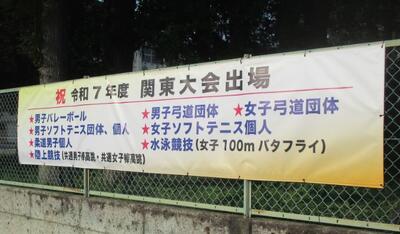 祝 令和7年度 関東大会出場
★男子バレーボール ★男子弓道団体 ★女子弓道団体
★男子ソフトテニス団体、個人 ★女子ソフトテニス個人
★柔道男子個人 ★水泳競技(女子100mバタフライ)
★陸上競技